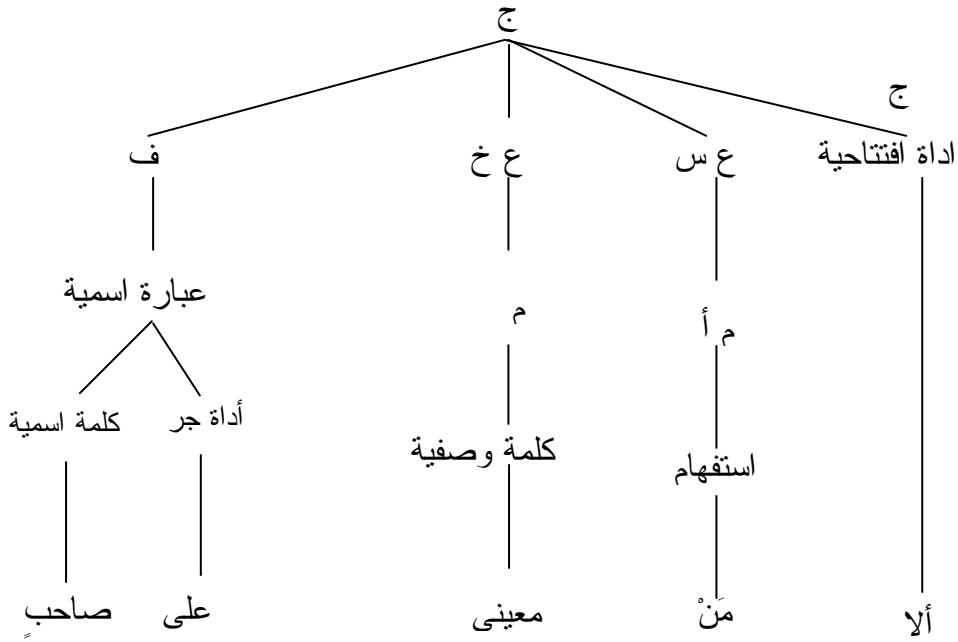 ج
ج
اداة افتتاحية
ع س
ع خ
ف
عبارة اسمية
م أ
م
أداة جر
كلمة اسمية
كلمة وصفية
استفهام
ألا
مَنْ
معيني
على
صاحبٍ